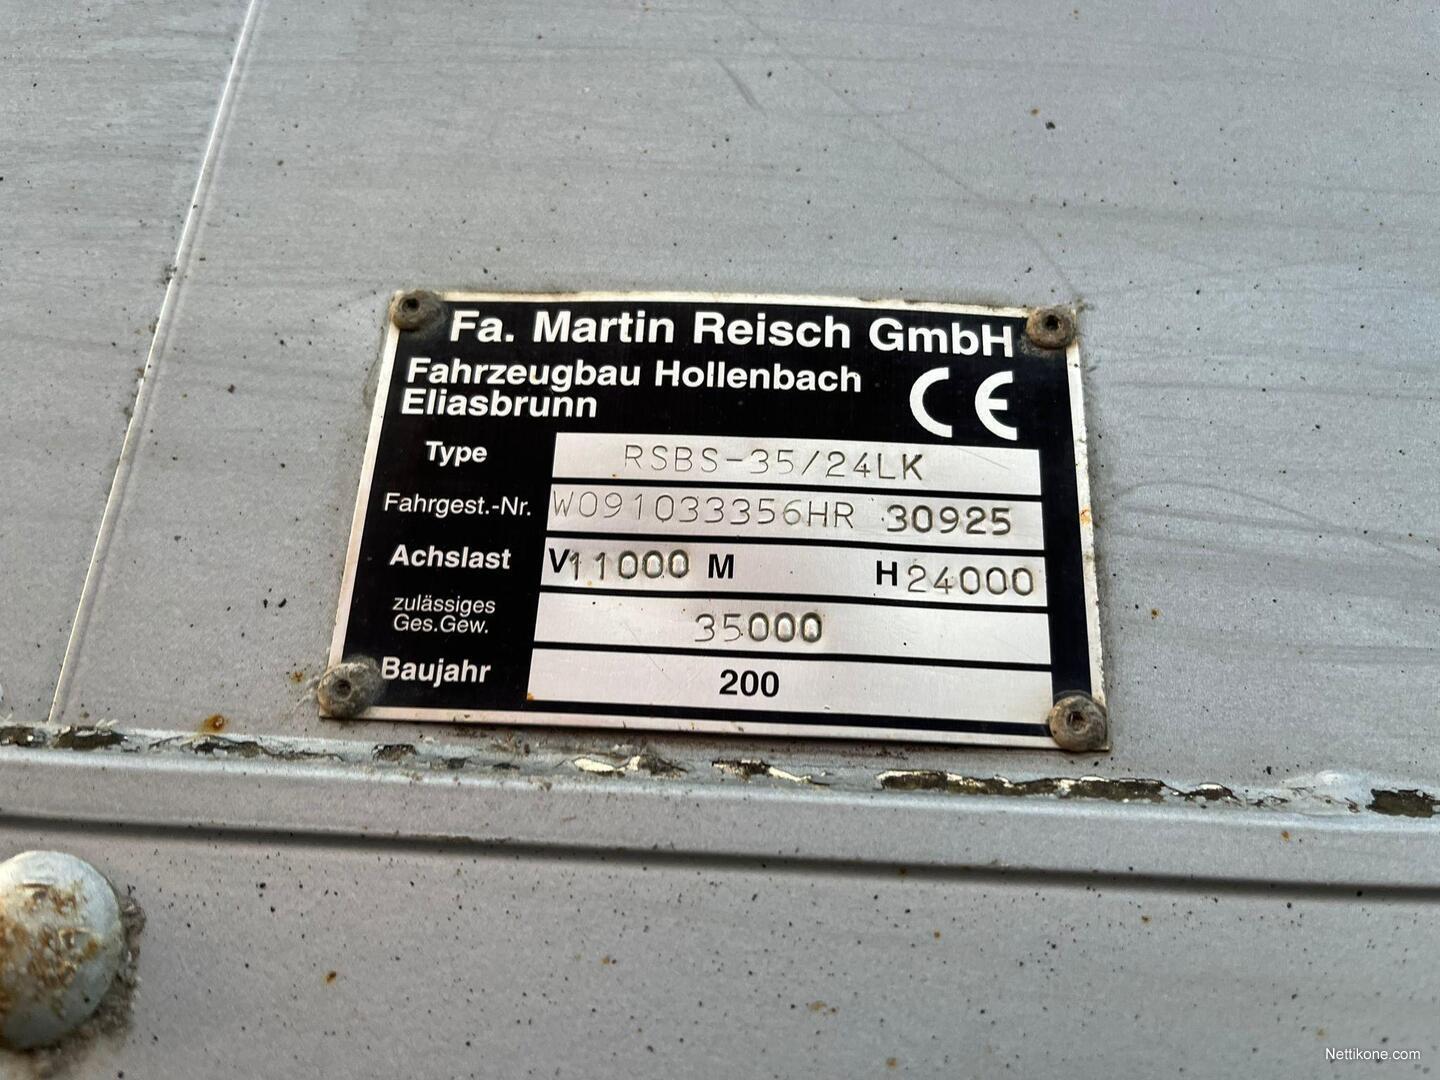 Fa. Martin Reisch GmbH
Fahrzeugbau Hollenbach
Eliasbrunn
CE
Type RSBS-35/24LK
Fahrgest.-Nr. W091033356HR 30925
Achslast V11000 M H24000
zulässiges
Ges.Gew. 35000
Baujahr 200
Nettikone.com